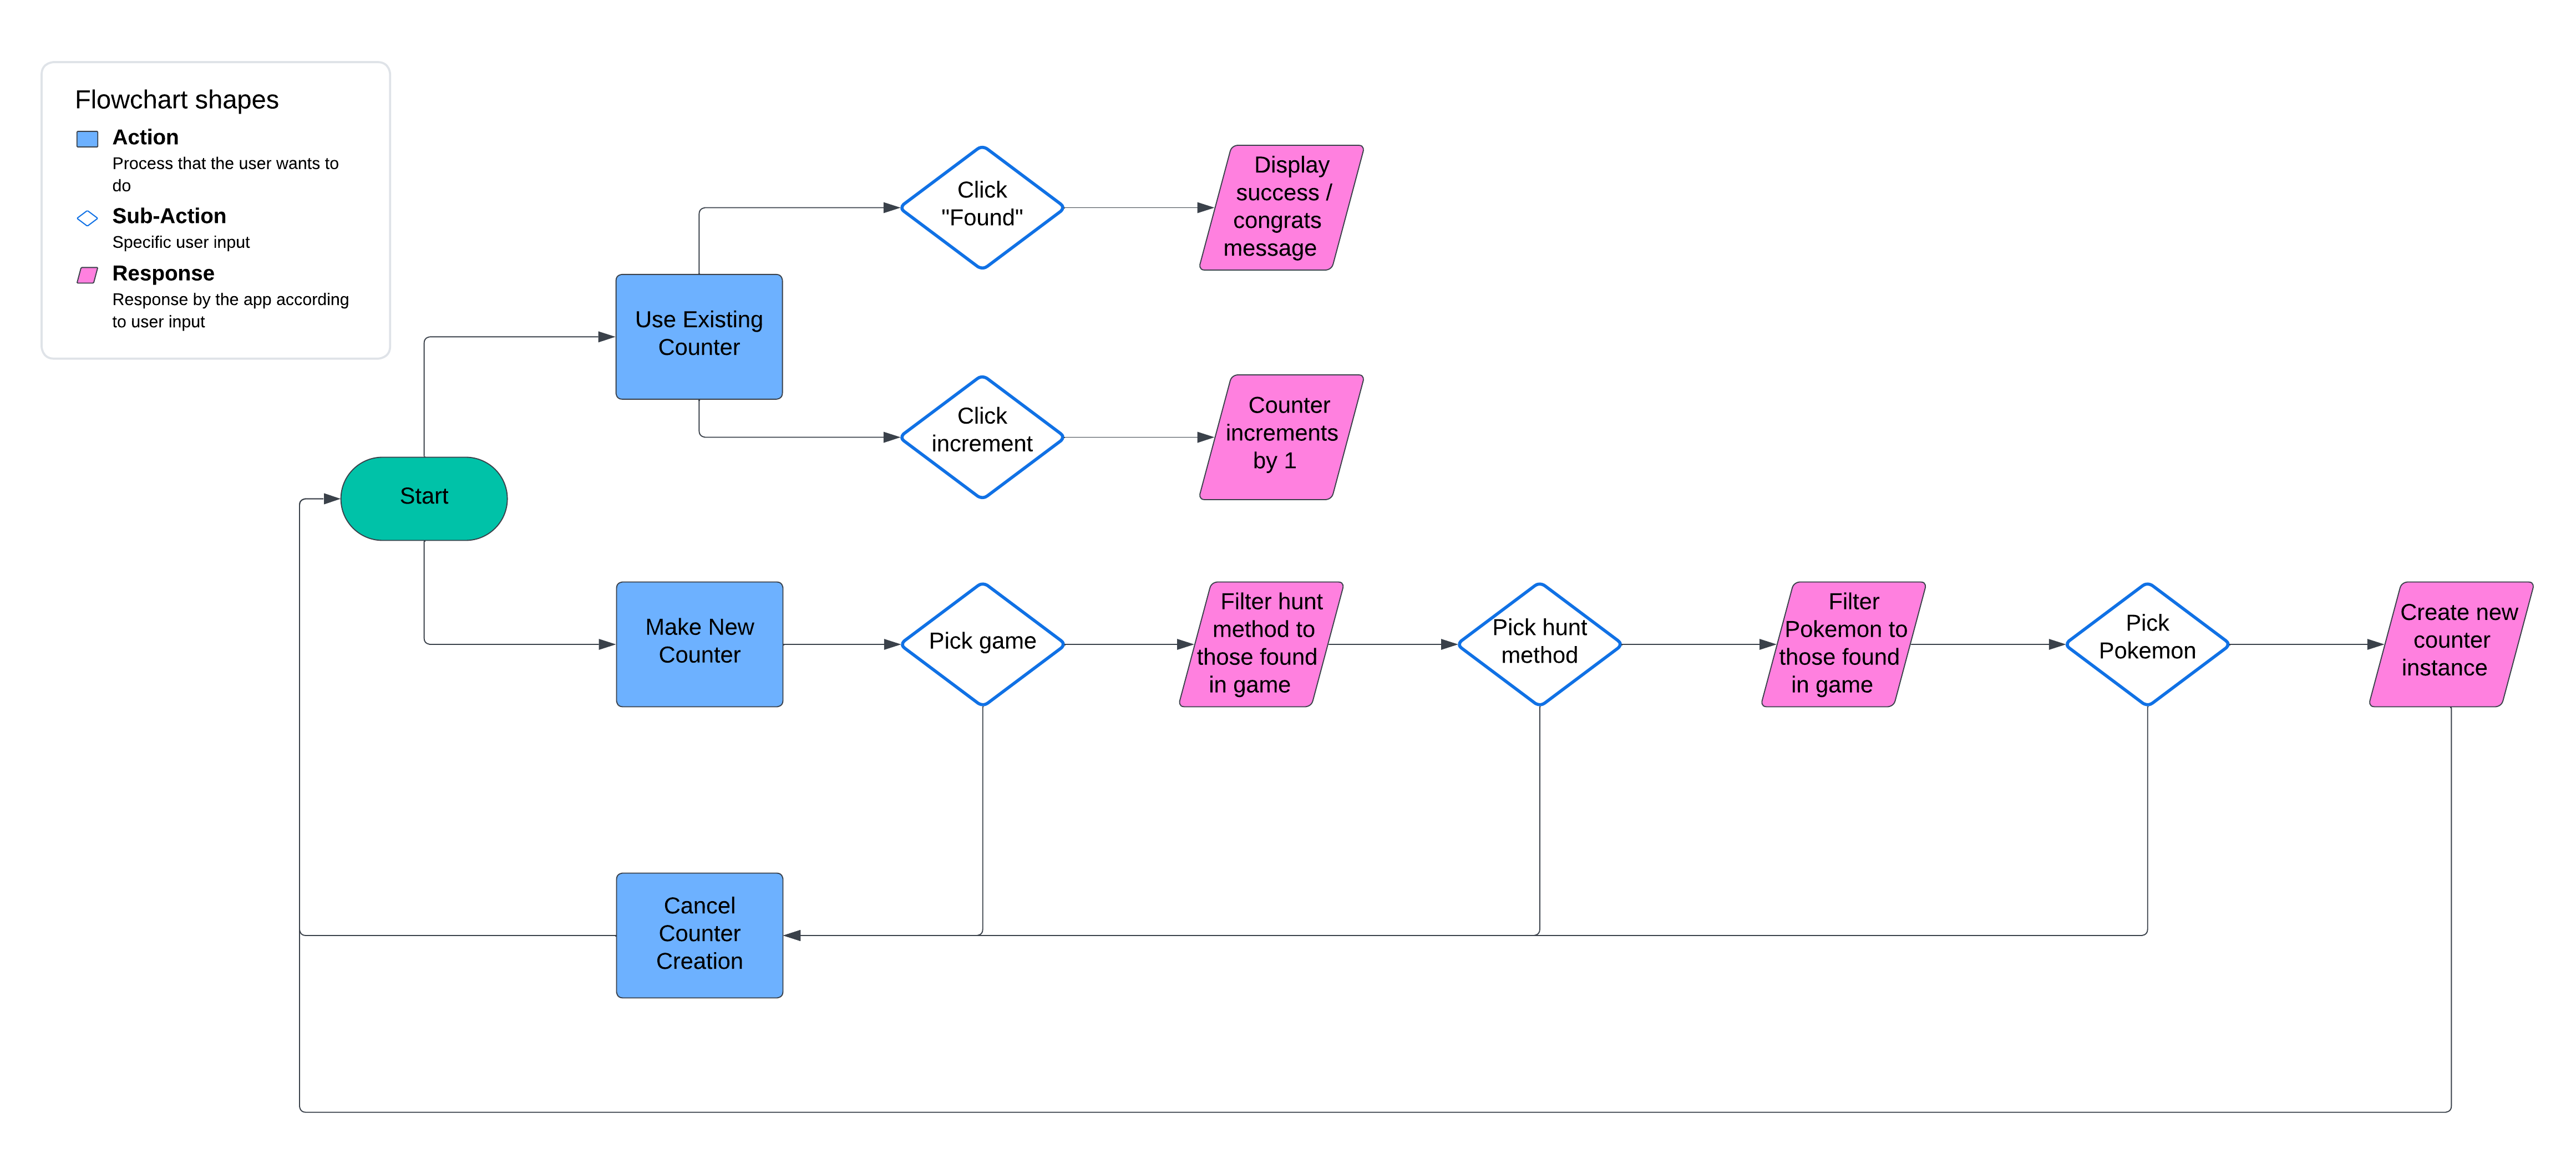 Flowchart shapes
Action
Process that the user wants to
do
Sub-Action
Specific user input
Response
Response by the app according
to user input
Click
"Found"
Display
success /
congrats
message
Use Existing
Counter
Click
increment
Counter
increments
by 1
Start
Make New
Counter
Pick game
Filter hunt
method to
those found
in game
Pick hunt
method
Filter
Pokemon to
those found
in game
Pick
Pokemon
Create new
counter
instance
Cancel
Counter
Creation